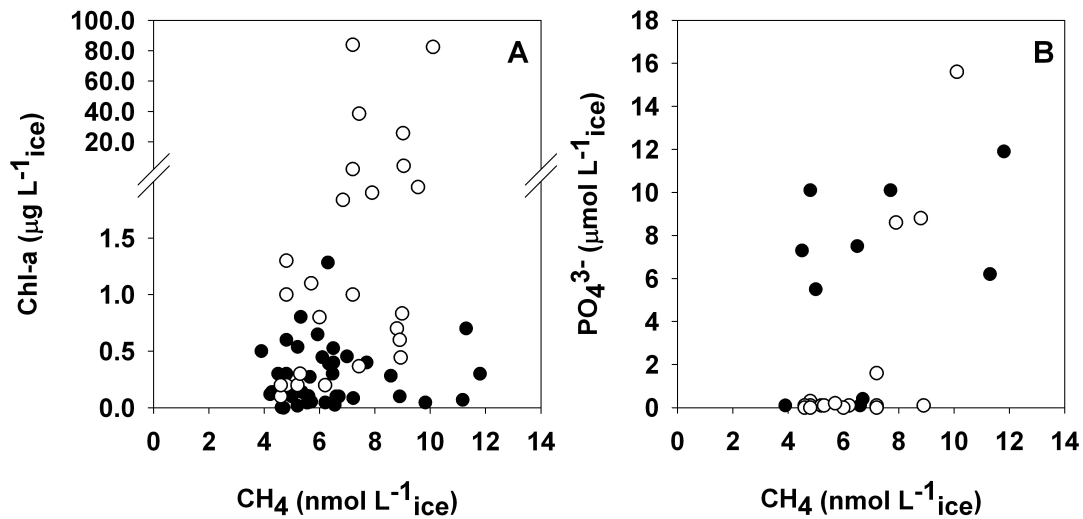 A
100.0
80.0
60.0
40.0
20.0
1.5
1.0
0.5
0.0
Chl-a (µg L⁻¹ice)
0 2 4 6 8 10 12 14
CH₄ (nmol L⁻¹ice)
B
18
16
14
12
10
8
6
4
2
0
PO₄³⁻ (µmol L⁻¹ice)
0 2 4 6 8 10 12 14
CH₄ (nmol L⁻¹ice)